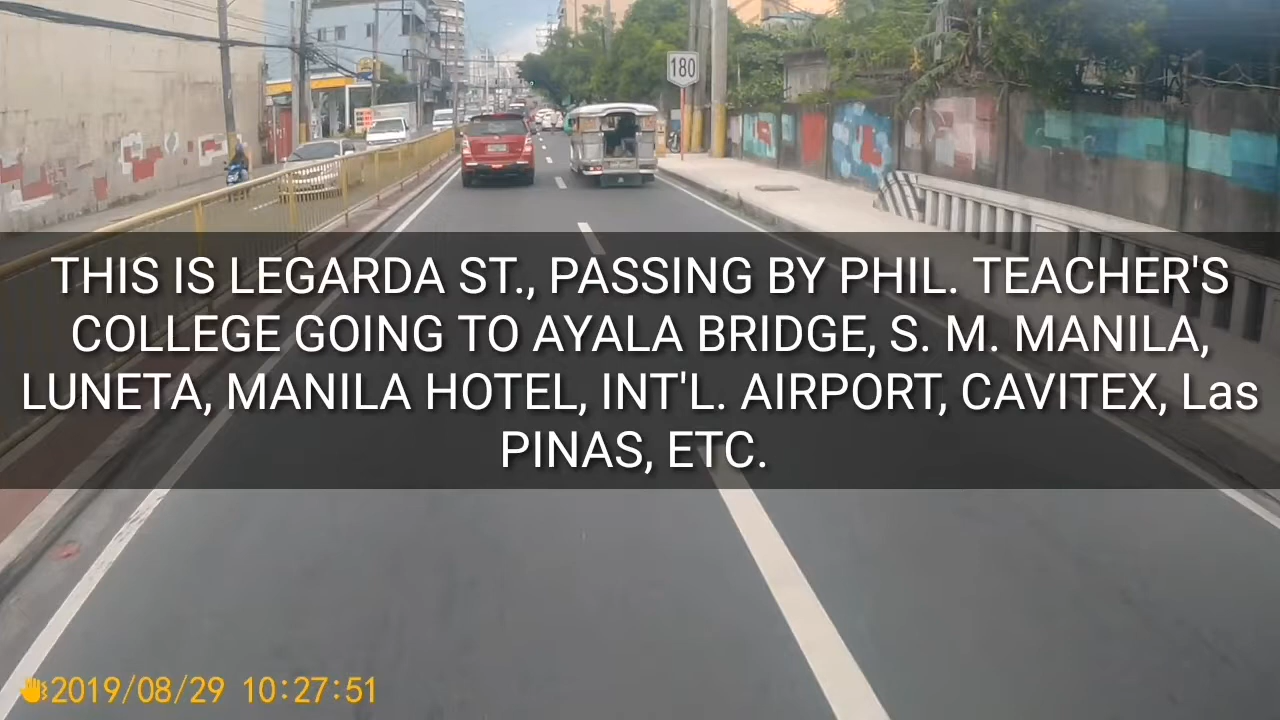 180
THIS IS LEGARDA ST., PASSING BY PHIL. TEACHER'S
COLLEGE GOING TO AYALA BRIDGE, S. M. MANILA,
LUNETA, MANILA HOTEL, INT'L. AIRPORT, CAVITEX, Las
PINAS, ETC.
2019/08/29 10:27:51